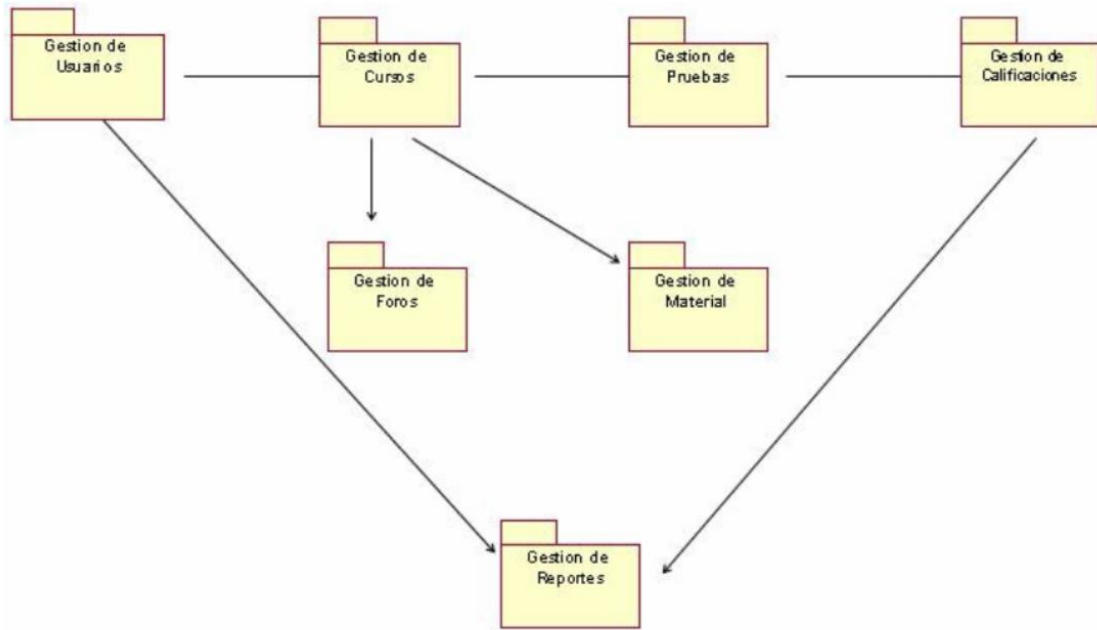 Gestion de
Usuarios
Gestion de
Cursos
Gestion de
Pruebas
Gestion de
Calificaciones
Gestion de
Foros
Gestion de
Material
Gestion de
Reportes